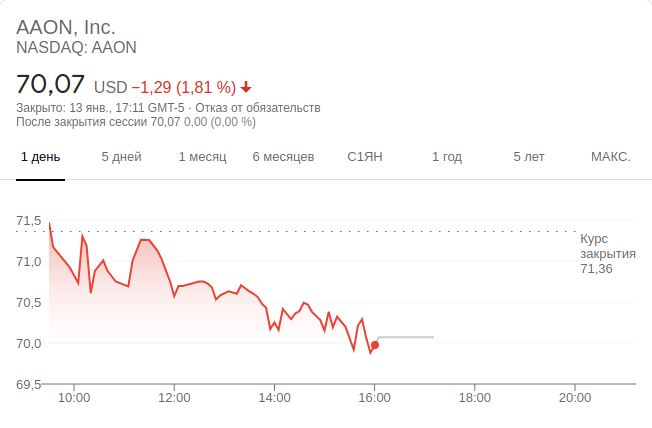 AAON, Inc.
NASDAQ: AAON
70,07 USD −1,29 (1,81 %)
Закрыто: 13 янв., 17:11 GMT-5 · Отказ от обязательств
После закрытия сессии 70,07 0,00 (0,00 %)
1 день 5 дней 1 месяц 6 месяцев С1ЯН 1 год 5 лет МАКС.
71,5
Курс
закрытия
71,36
71,0
70,5
70,0
69,5
10:00 12:00 14:00 16:00 18:00 20:00